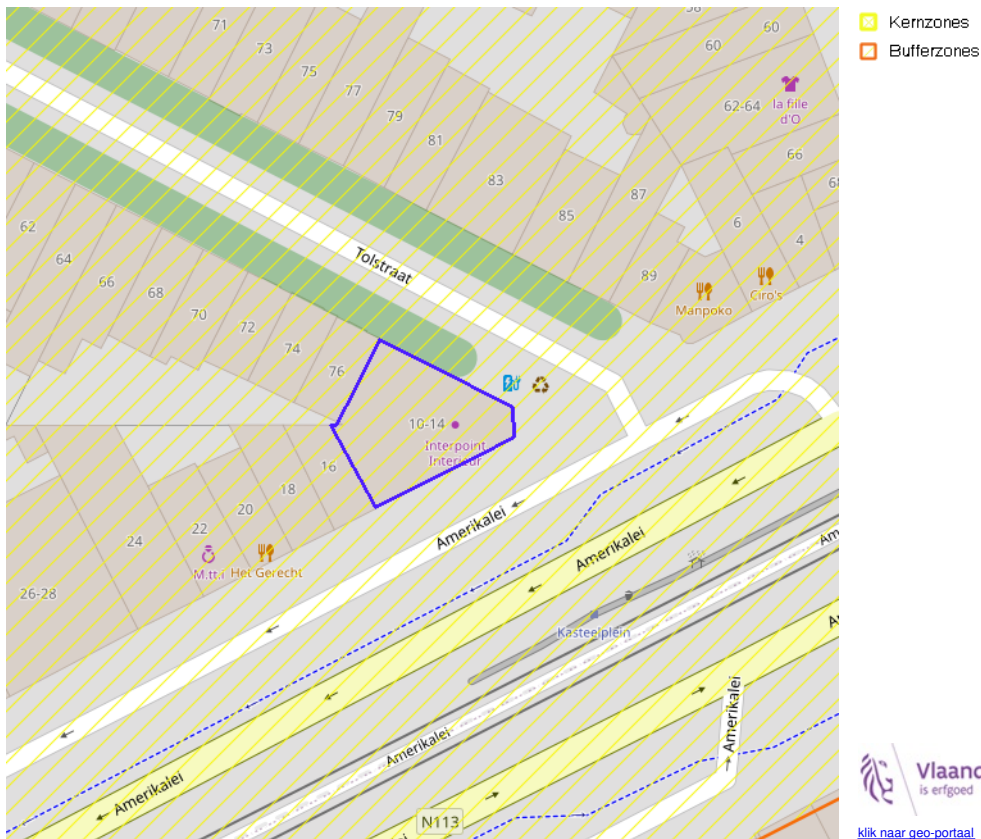 71
73
75
77
79
81
83
85
87
89
58
60
60
62-64
la fille
d'O
66
6
4
Manpoko
Ciro's
62
64
66
68
70
72
74
76
Tolstraat
10-14
Interpoint
Interieur
16
18
20
22
24
26-28
M.tt.i
Het Gerecht
Amerikalei
Amerikalei
Kasteelplein
Amerikalei
Amerikalei
Amerikalei
N113
Kernzones
Bufferzones
Vlaand
is erfgoed
klik naar geo-portaal